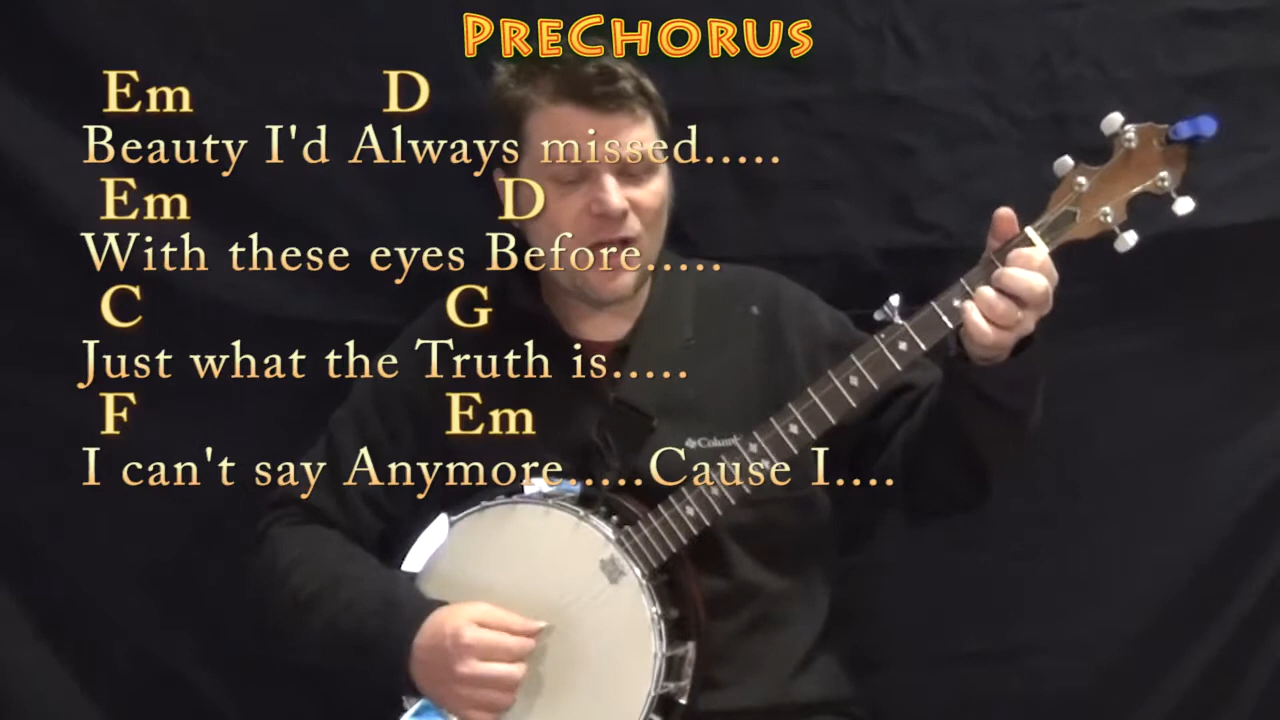 PreChorus
Em D
Beauty I'd Always missed.....
Em D
With these eyes Before.....
C G
Just what the Truth is.....
F Em
I can't say Anymore.....Cause I....